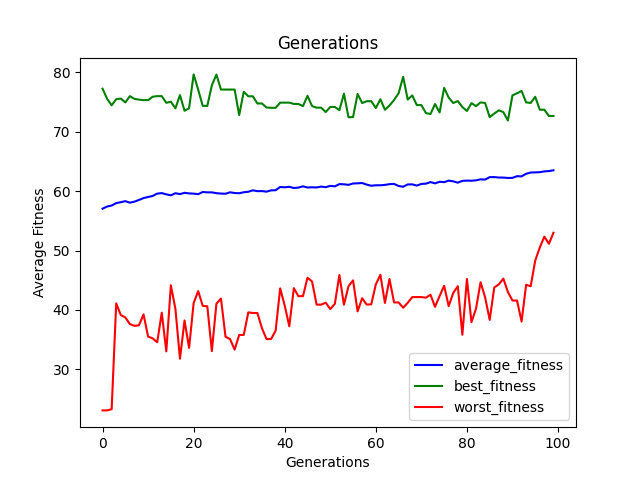 Generations
80
70
60
50
40
30
Average Fitness
average_fitness
best_fitness
worst_fitness
0 20 40 60 80 100
Generations